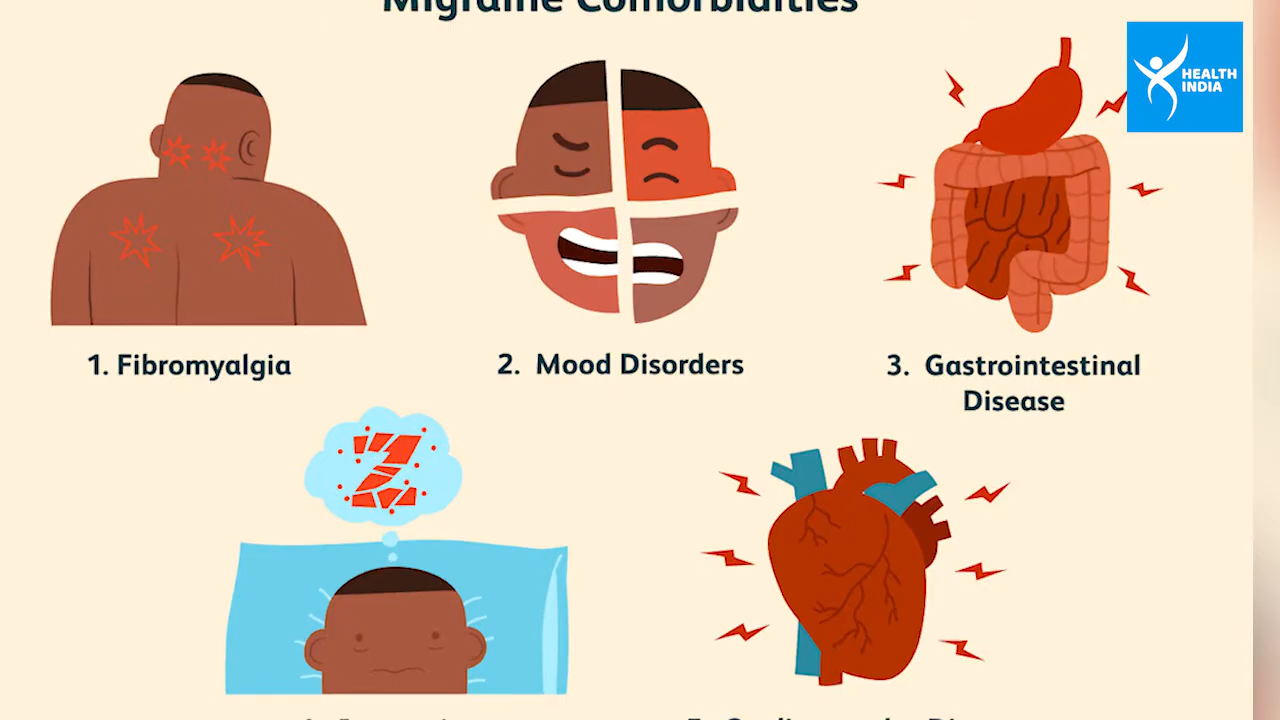 Migraine Comorbidities
HEALTH
INDIA
1. Fibromyalgia
2. Mood Disorders
3. Gastrointestinal
Disease